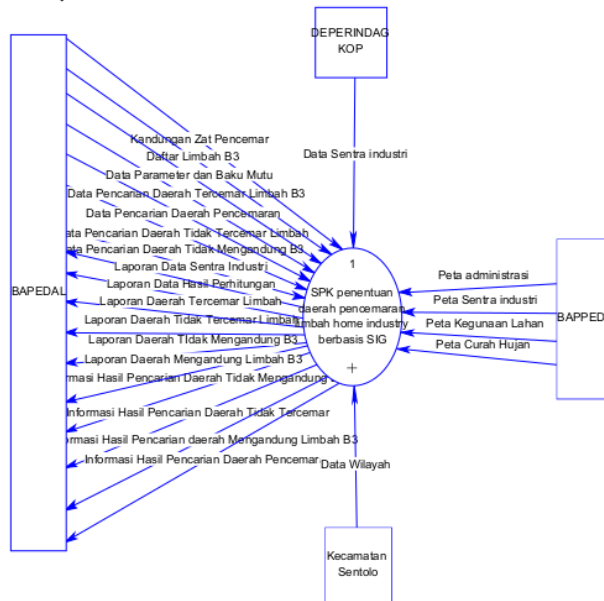 DEPERINDAG
KOP
Kandungan Zat Pencemar
Daftar Limbah B3
Data Parameter dan Baku Mutu
Data Pencarian Daerah Tercemar Limbah B3
Data Pencarian Daerah Pencemaran
ata Pencarian Daerah Tidak Tercemar Limbah
ata Pencarian Daerah Tidak Mengandung B3
Laporan Data Sentra Industri
Laporan Data Hasil Perhitungan
Laporan Daerah Tercemar Limbah
Laporan Daerah Tidak Tercemar Limbah
Laporan Daerah TIdak Mengandung B3
Laporan Daerah Mengandung Limbah B3
ormasi Hasil Pencarian Daerah Tidak Mengandung
Informasi Hasil Pencarian Daerah Tidak Tercemar
ormasi Hasil Pencarian daerah Mengandung Limbah B3
Informasi Hasil Pencarian Daerah Pencemar
BAPEDAL
Data Sentra industri
1
SPK penentuan
daerah pencemaran
limbah home industry
berbasis SIG
+
Peta administrasi
Peta Sentra industri
Peta Kegunaan Lahan
Peta Curah Hujan
BAPPED
Data Wilayah
Kecamatan
Sentolo